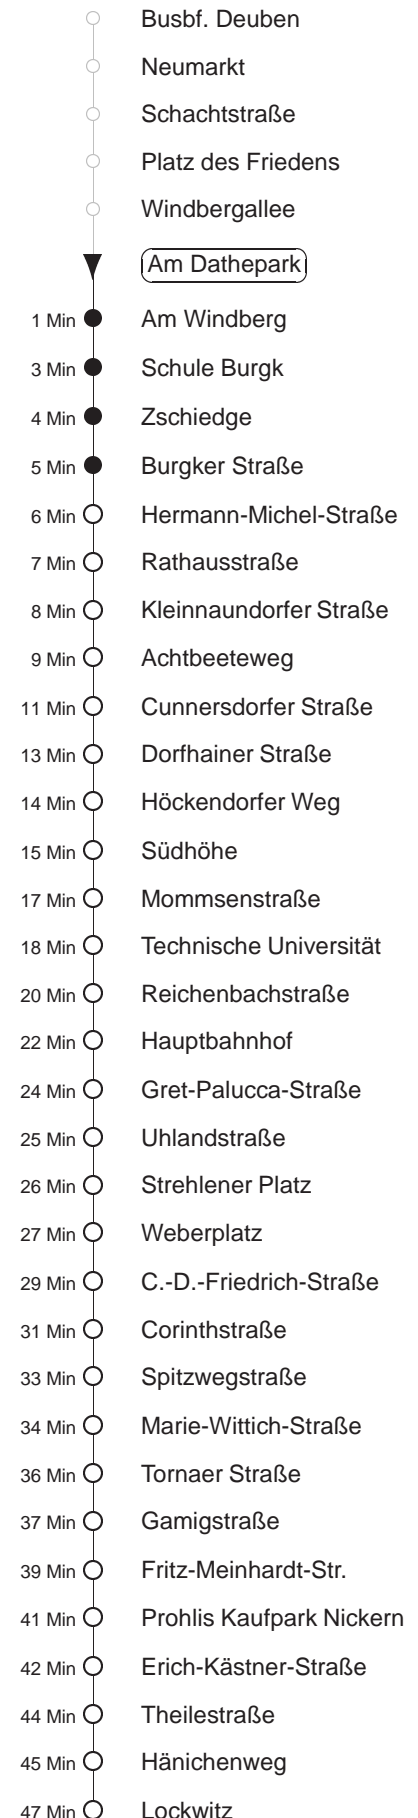 Busbf. Deuben
Neumarkt
Schachtstraße
Platz des Friedens
Windbergallee
Am Dathepark
1 Min Am Windberg
3 Min Schule Burgk
4 Min Zschiedge
5 Min Burgker Straße
6 Min Hermann-Michel-Straße
7 Min Rathausstraße
8 Min Kleinnaundorfer Straße
9 Min Achtbeeteweg
11 Min Cunnersdorfer Straße
13 Min Dorfhainer Straße
14 Min Höckendorfer Weg
15 Min Südhöhe
17 Min Mommsenstraße
18 Min Technische Universität
20 Min Reichenbachstraße
22 Min Hauptbahnhof
24 Min Gret-Palucca-Straße
25 Min Uhlandstraße
26 Min Strehlener Platz
27 Min Weberplatz
29 Min C.-D.-Friedrich-Straße
31 Min Corinthstraße
33 Min Spitzwegstraße
34 Min Marie-Wittich-Straße
36 Min Tornaer Straße
37 Min Gamigstraße
39 Min Fritz-Meinhardt-Str.
41 Min Prohlis Kaufpark Nickern
42 Min Erich-Kästner-Straße
44 Min Theilestraße
45 Min Hänichenweg
47 Min Lockwitz